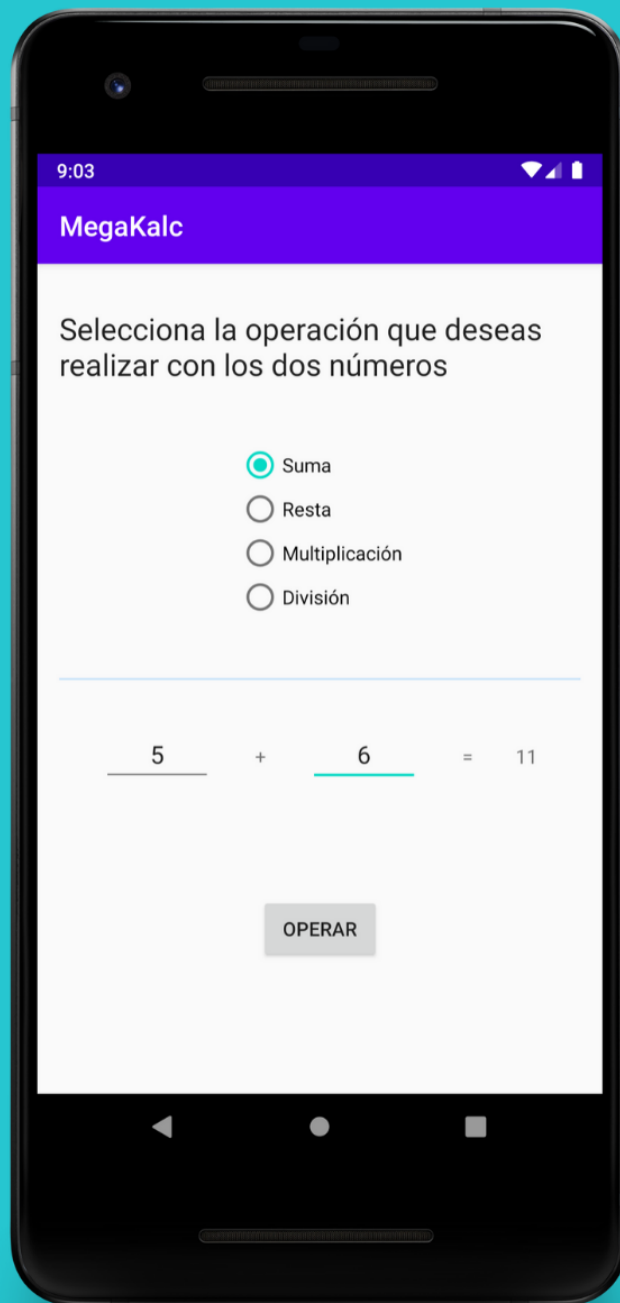 9:03
MegaKalc
Selecciona la operación que deseas
realizar con los dos números
Suma
Resta
Multiplicación
División
5 + 6 = 11
OPERAR